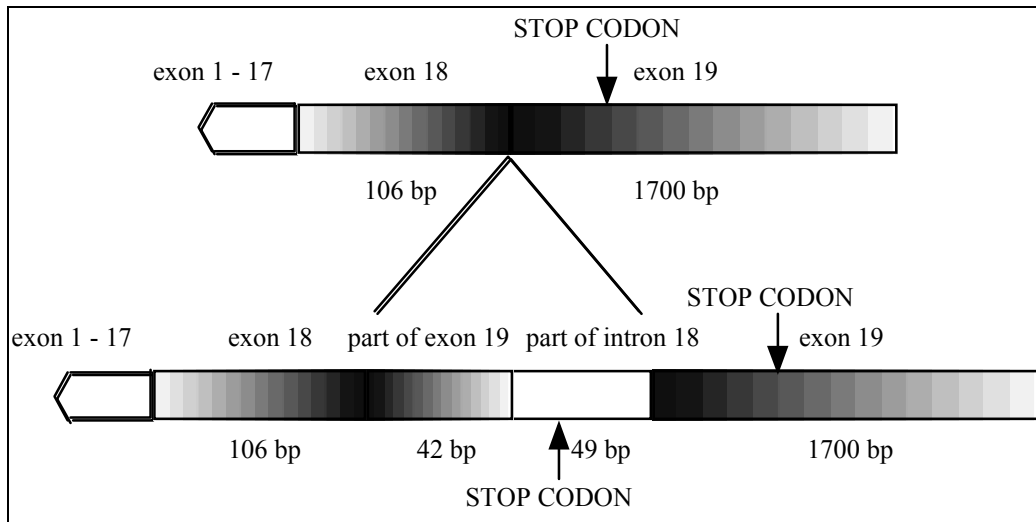 STOP CODON
exon 1 - 17 exon 18 exon 19
106 bp 1700 bp
STOP CODON
exon 1 - 17 exon 18 part of exon 19 part of intron 18 exon 19
106 bp 42 bp 49 bp 1700 bp
STOP CODON